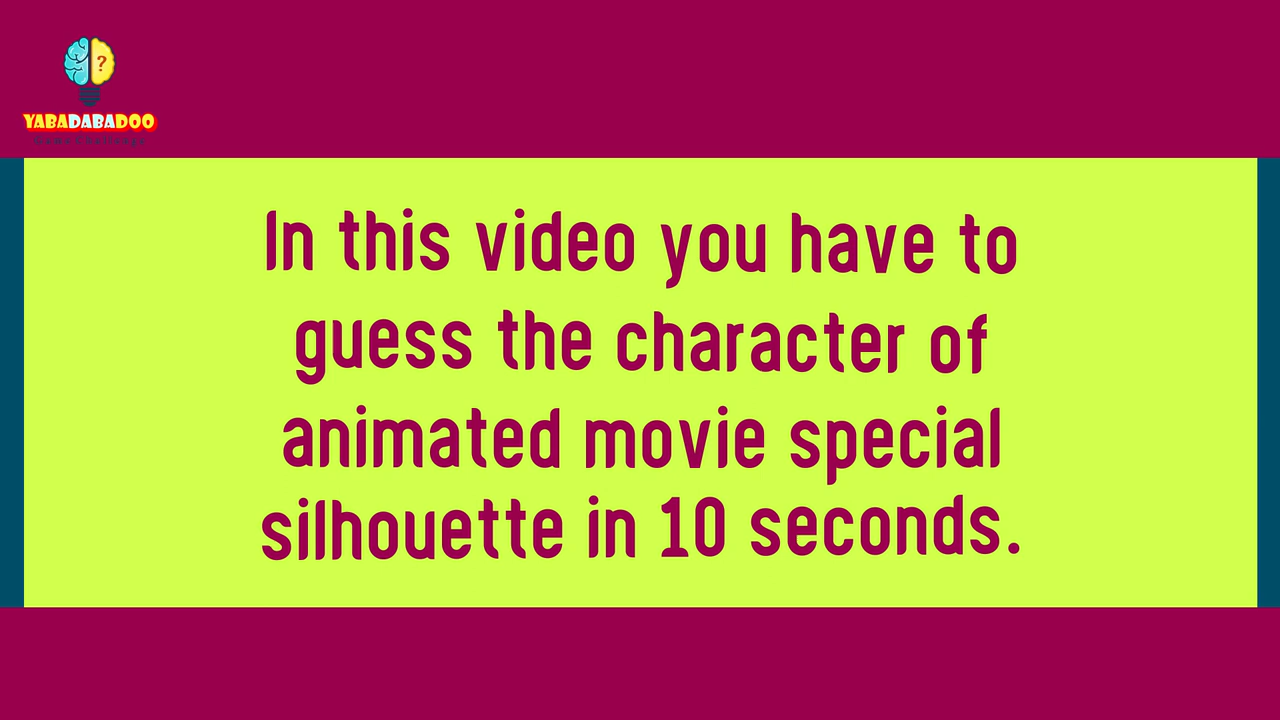 ?
YABADABADOO
In this video you have to
guess the character of
animated movie special
silhouette in 10 seconds.